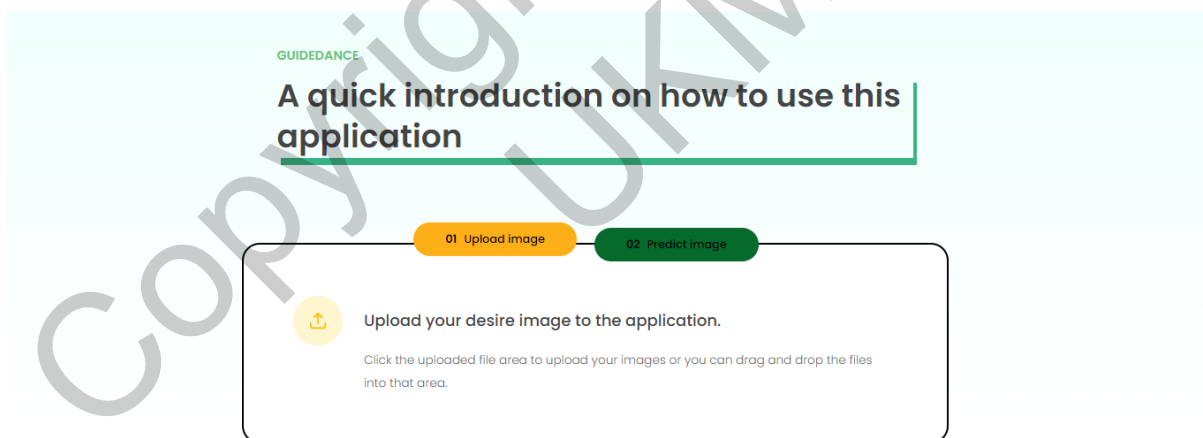 GUIDEDANCE
A quick introduction on how to use this
application
01 Upload image
02 Predict image
Upload your desire image to the application.
Click the uploaded file area to upload your images or you can drag and drop the files
into that area.